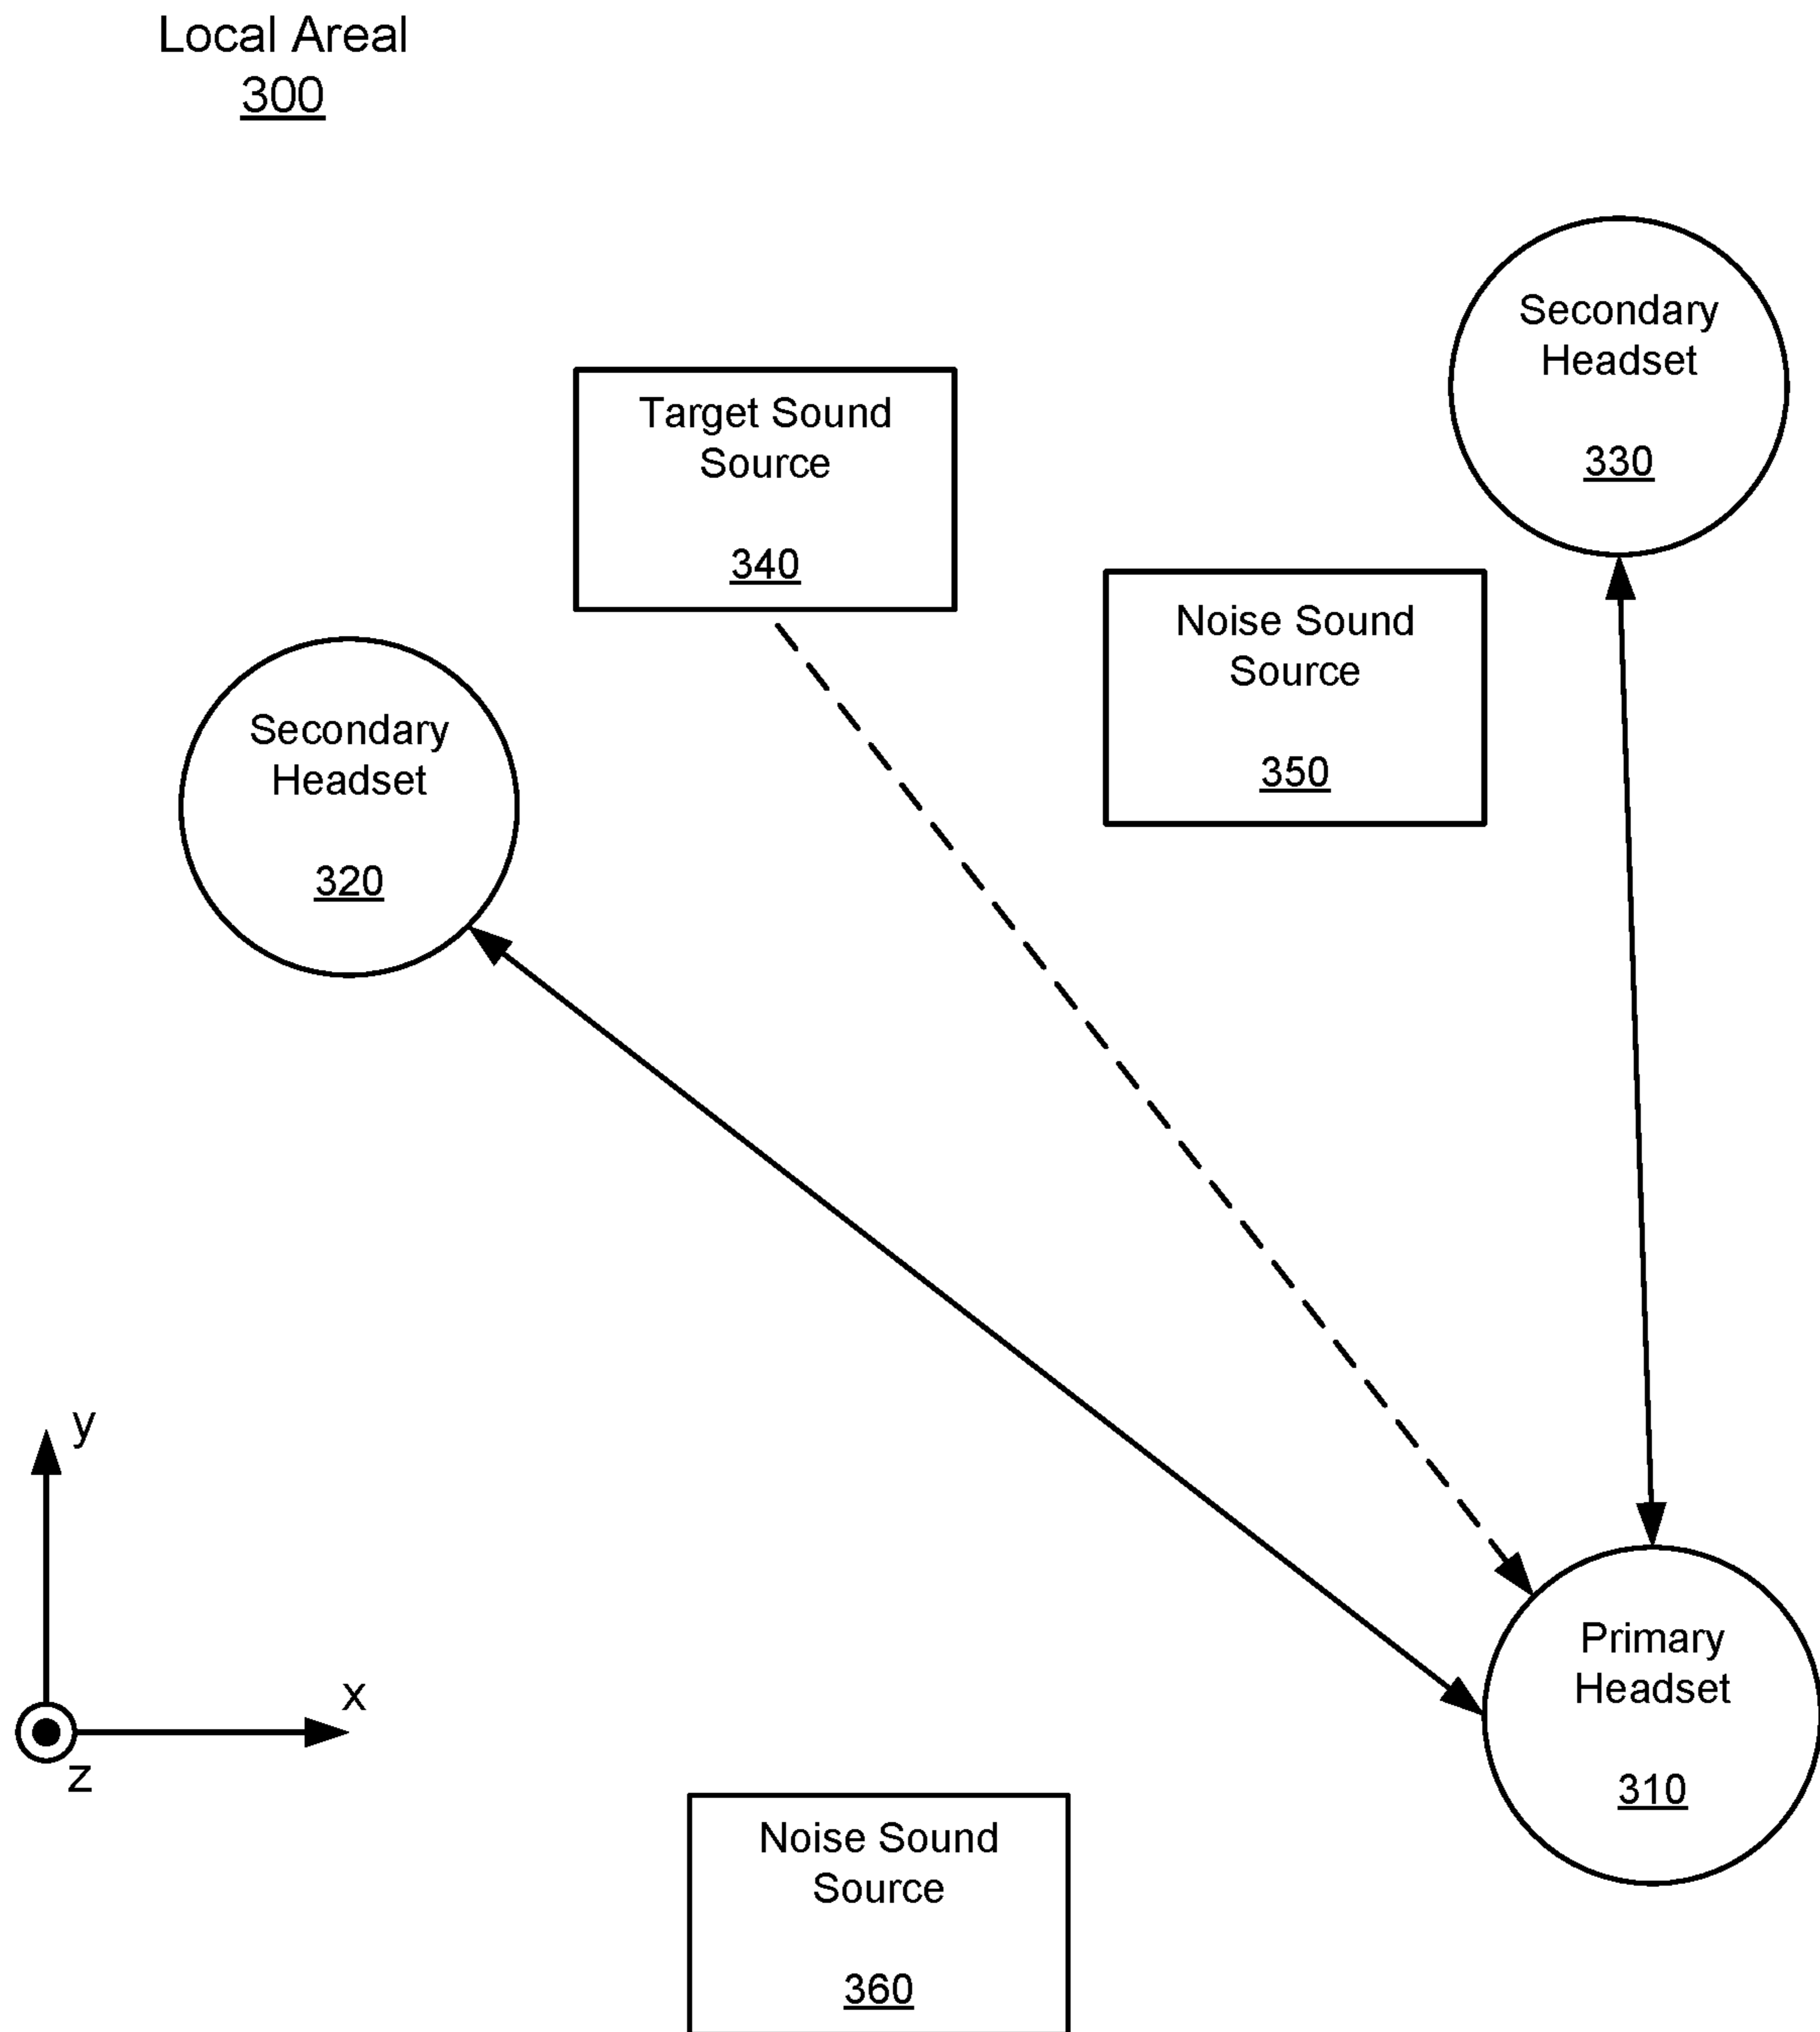 Local Areal
300
Secondary
Headset
330
Target Sound
Source
340
Noise Sound
Source
350
Secondary
Headset
320
y
x
z
Primary
Headset
310
Noise Sound
Source
360